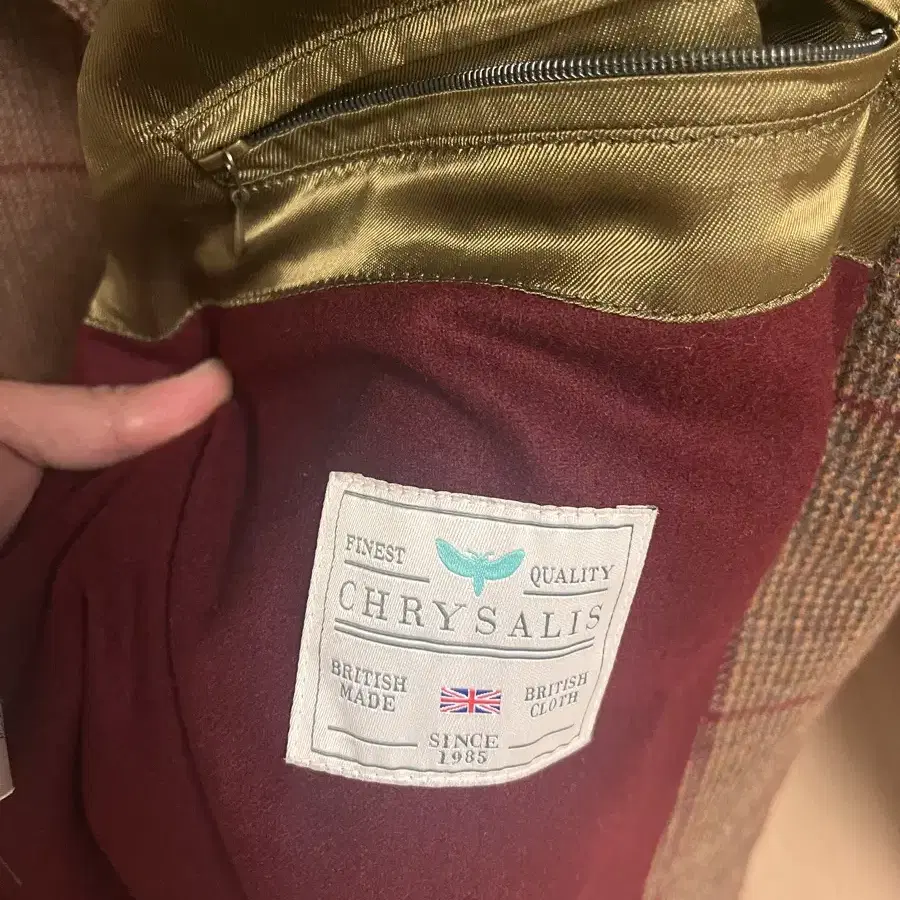 FINEST
QUALITY
CHRYSALIS
BRITISH
MADE
BRITISH
CLOTH
SINCE
1985